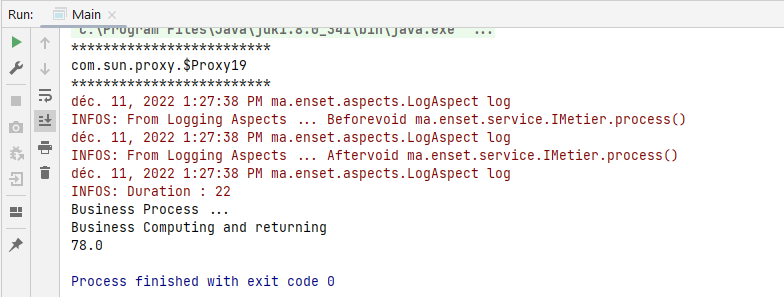 Run: Main
"C:\Program Files\Java\jdk1.8.0_341\bin\java.exe" ...
*************************
com.sun.proxy.$Proxy19
*************************
déc. 11, 2022 1:27:38 PM ma.enset.aspects.LogAspect log
INFOS: From Logging Aspects ... Beforevoid ma.enset.service.IMetier.process()
déc. 11, 2022 1:27:38 PM ma.enset.aspects.LogAspect log
INFOS: From Logging Aspects ... Aftervoid ma.enset.service.IMetier.process()
déc. 11, 2022 1:27:38 PM ma.enset.aspects.LogAspect log
INFOS: Duration : 22
Business Process ...
Business Computing and returning
78.0
Process finished with exit code 0